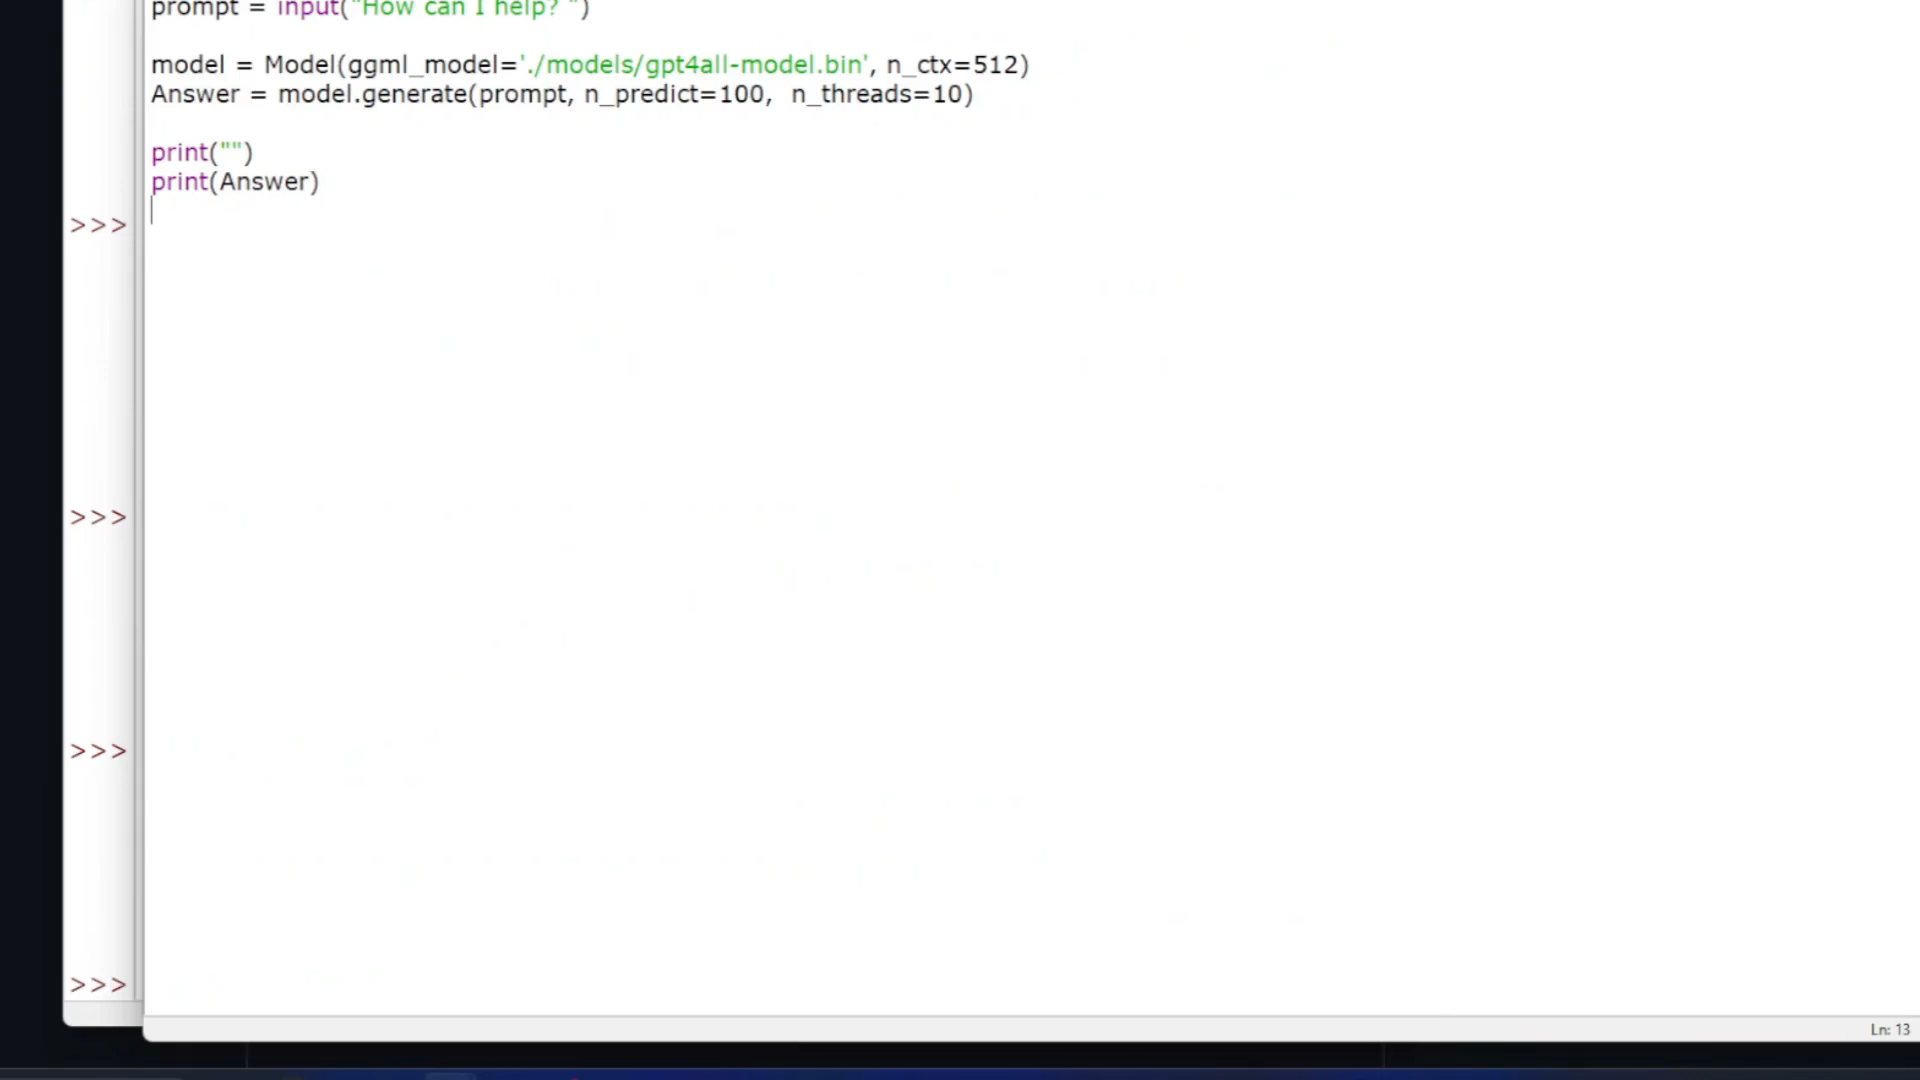 prompt = input("How can I help? ")
model = Model(ggml_model='./models/gpt4all-model.bin', n_ctx=512)
Answer = model.generate(prompt, n_predict=100,  n_threads=10)
print("")
print(Answer)
>>>
>>>
>>>
>>>
Ln: 13